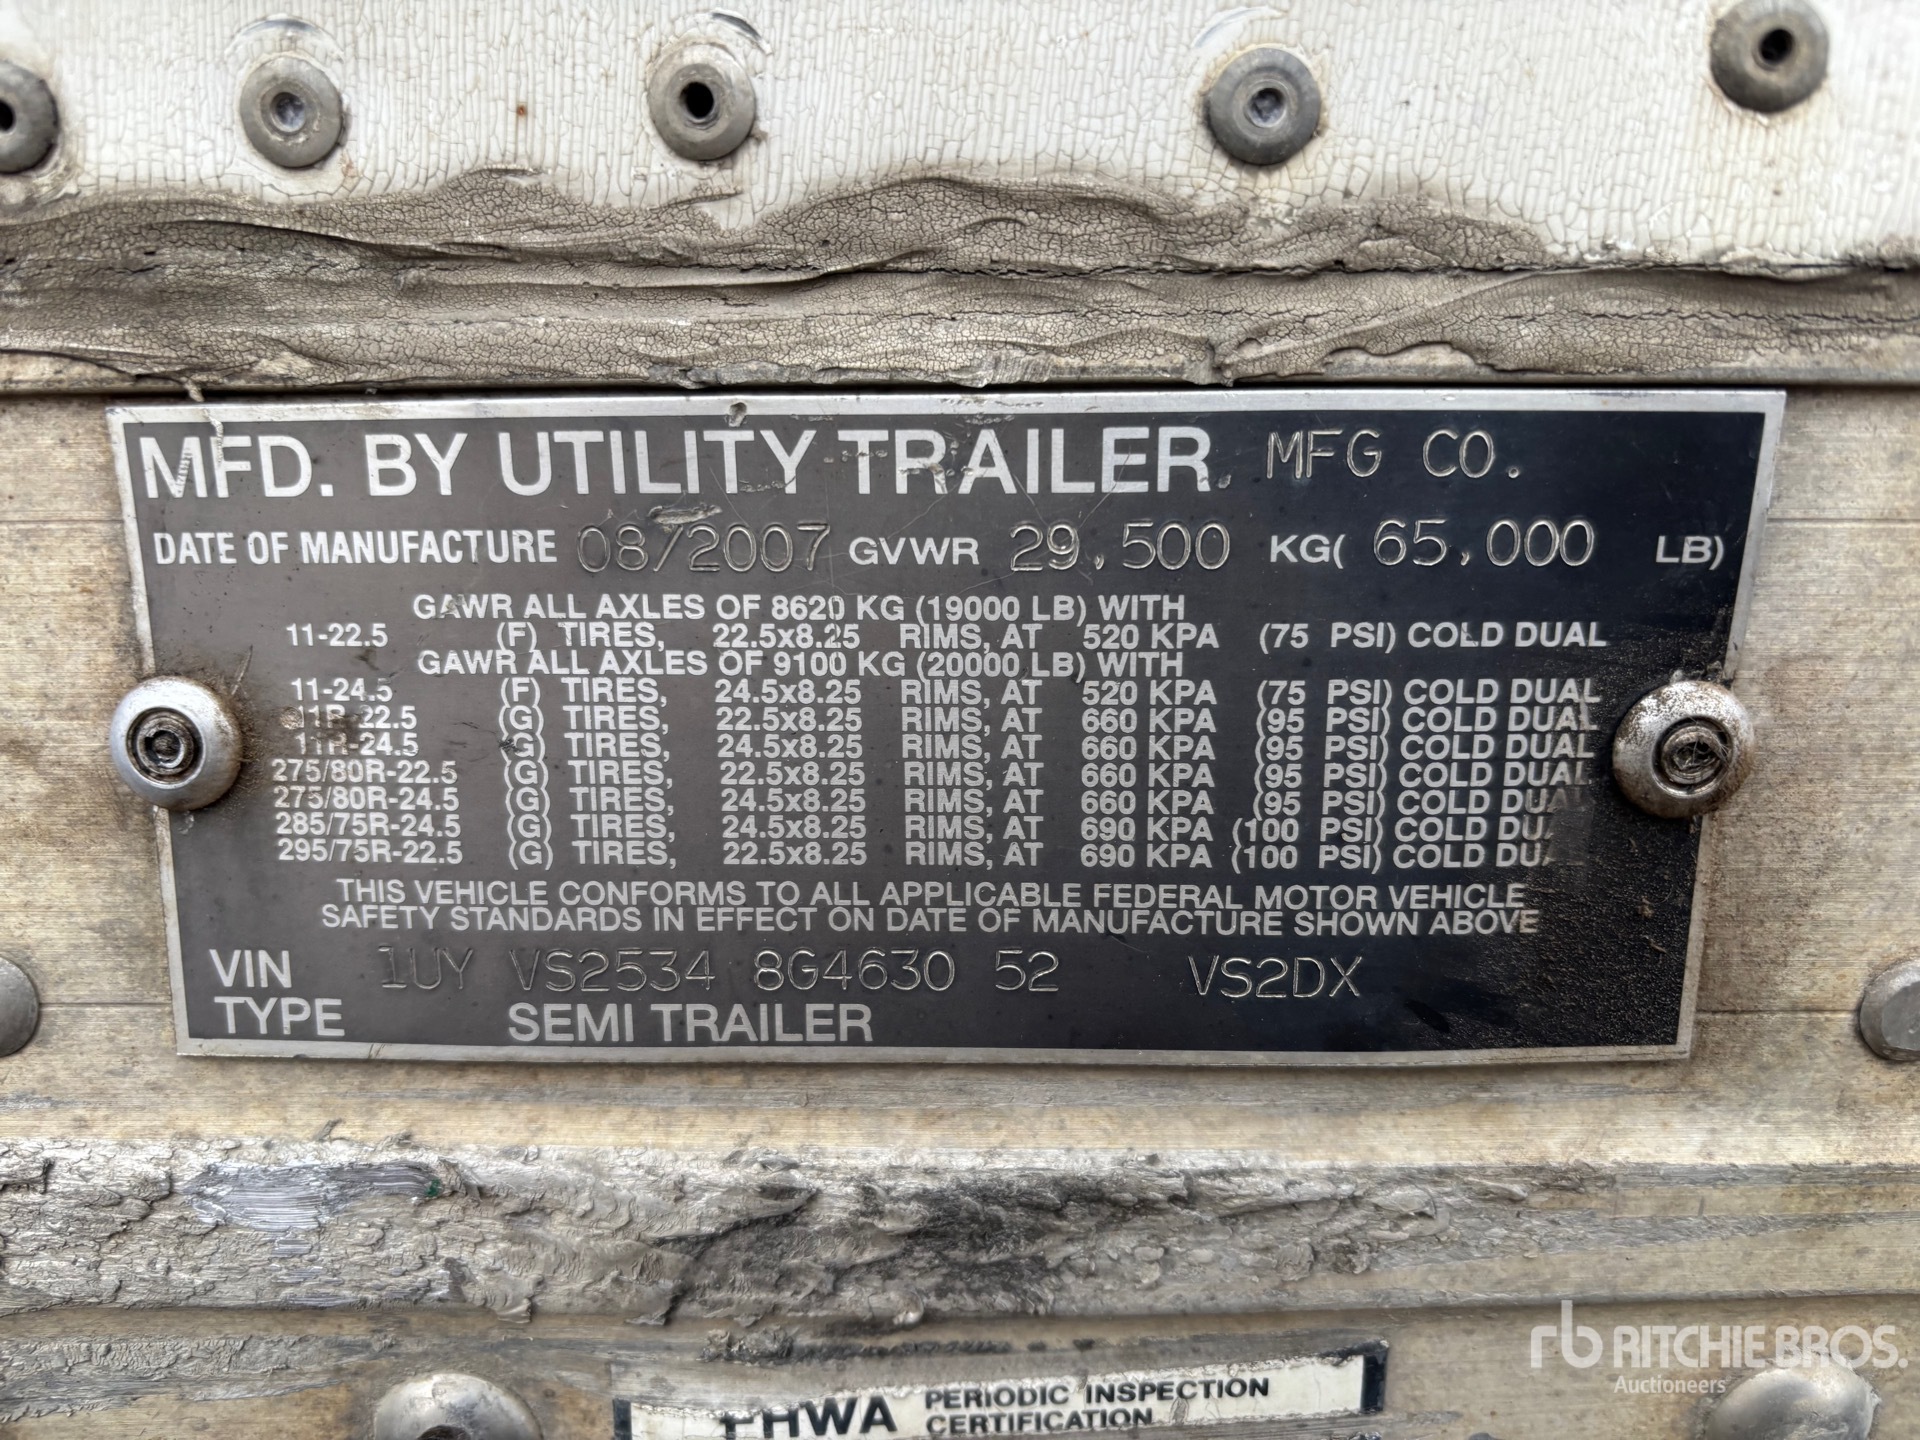 MFD. BY UTILITY TRAILER MFG CO.
DATE OF MANUFACTURE 08/2007 GVWR 29,500 KG( 65,000 LB)
GAWR ALL AXLES OF 8620 KG (19000 LB) WITH
11-22.5 (F) TIRES, 22.5x8.25 RIMS, AT 520 KPA (75 PSI) COLD DUAL
GAWR ALL AXLES OF 9100 KG (20000 LB) WITH
11-24.5 (F) TIRES, 24.5x8.25 RIMS, AT 520 KPA (75 PSI) COLD DUAL
11R-22.5 (G) TIRES, 22.5x8.25 RIMS, AT 660 KPA (95 PSI) COLD DUAL
11R-24.5 (G) TIRES, 24.5x8.25 RIMS, AT 660 KPA (95 PSI) COLD DUAL
275/80R-22.5 (G) TIRES, 22.5x8.25 RIMS, AT 660 KPA (95 PSI) COLD DUAL
275/80R-24.5 (G) TIRES, 24.5x8.25 RIMS, AT 660 KPA (95 PSI) COLD DUAL
285/75R-24.5 (G) TIRES, 24.5x8.25 RIMS, AT 690 KPA (100 PSI) COLD DUA
295/75R-22.5 (G) TIRES, 22.5x8.25 RIMS, AT 690 KPA (100 PSI) COLD DUA
THIS VEHICLE CONFORMS TO ALL APPLICABLE FEDERAL MOTOR VEHICLE
SAFETY STANDARDS IN EFFECT ON DATE OF MANUFACTURE SHOWN ABOVE
VIN 1UY VS2534 8G4630 52 VS2DX
TYPE SEMI TRAILER
rb RITCHIE BROS.
Auctioneers
FHWA PERIODIC INSPECTION
CERTIFICATION